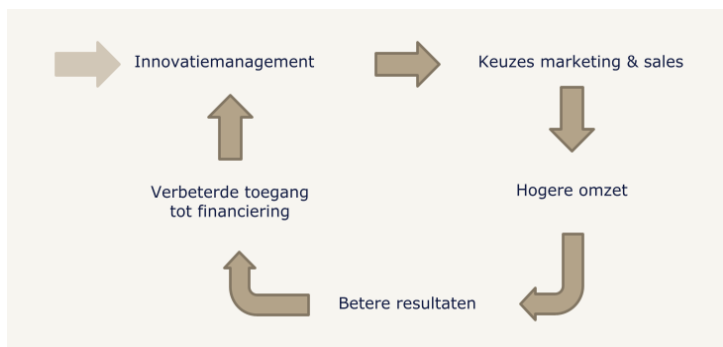 Innovatiemanagement
Keuzes marketing & sales
Verbeterde toegang
tot financiering
Hogere omzet
Betere resultaten